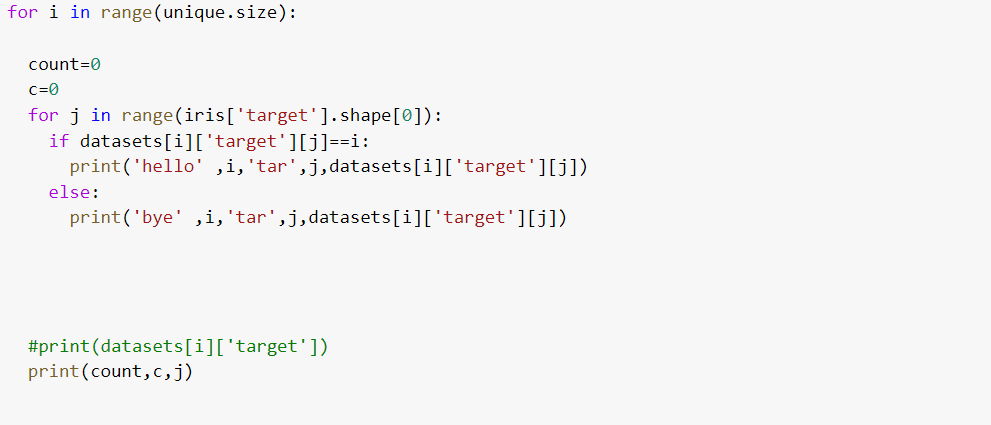 for i in range(unique.size):
  count=0
  c=0
  for j in range(iris['target'].shape[0]):
    if datasets[i]['target'][j]==i:
      print('hello' ,i,'tar',j,datasets[i]['target'][j])
    else:
      print('bye' ,i,'tar',j,datasets[i]['target'][j])
  #print(datasets[i]['target'])
  print(count,c,j)